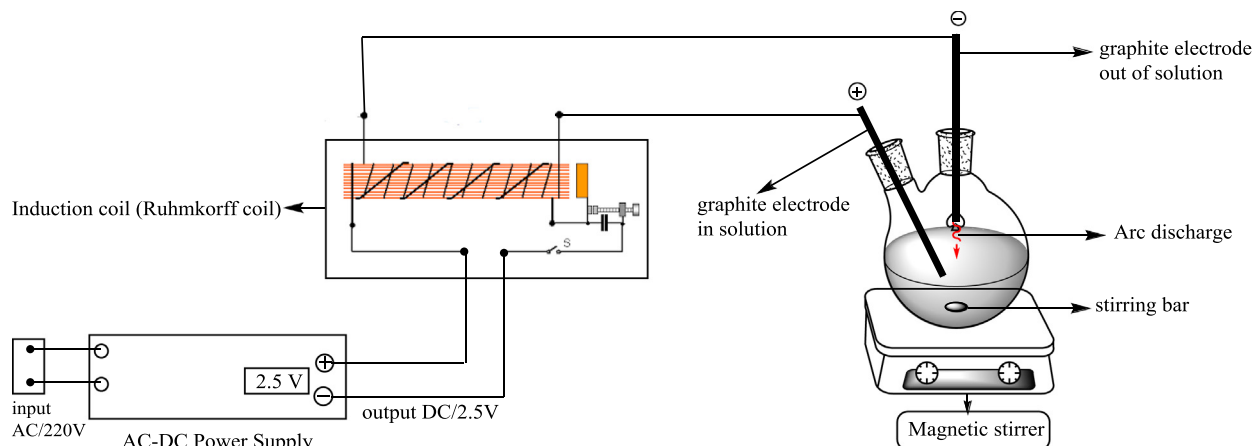 ⊖
graphite electrode
out of solution
⊕
graphite electrode
in solution
Induction coil (Ruhmkorff coil)
S
Arc discharge
stirring bar
2.5 V
+
−
input
AC/220V
output DC/2.5V
AC-DC Power Supply
Magnetic stirrer